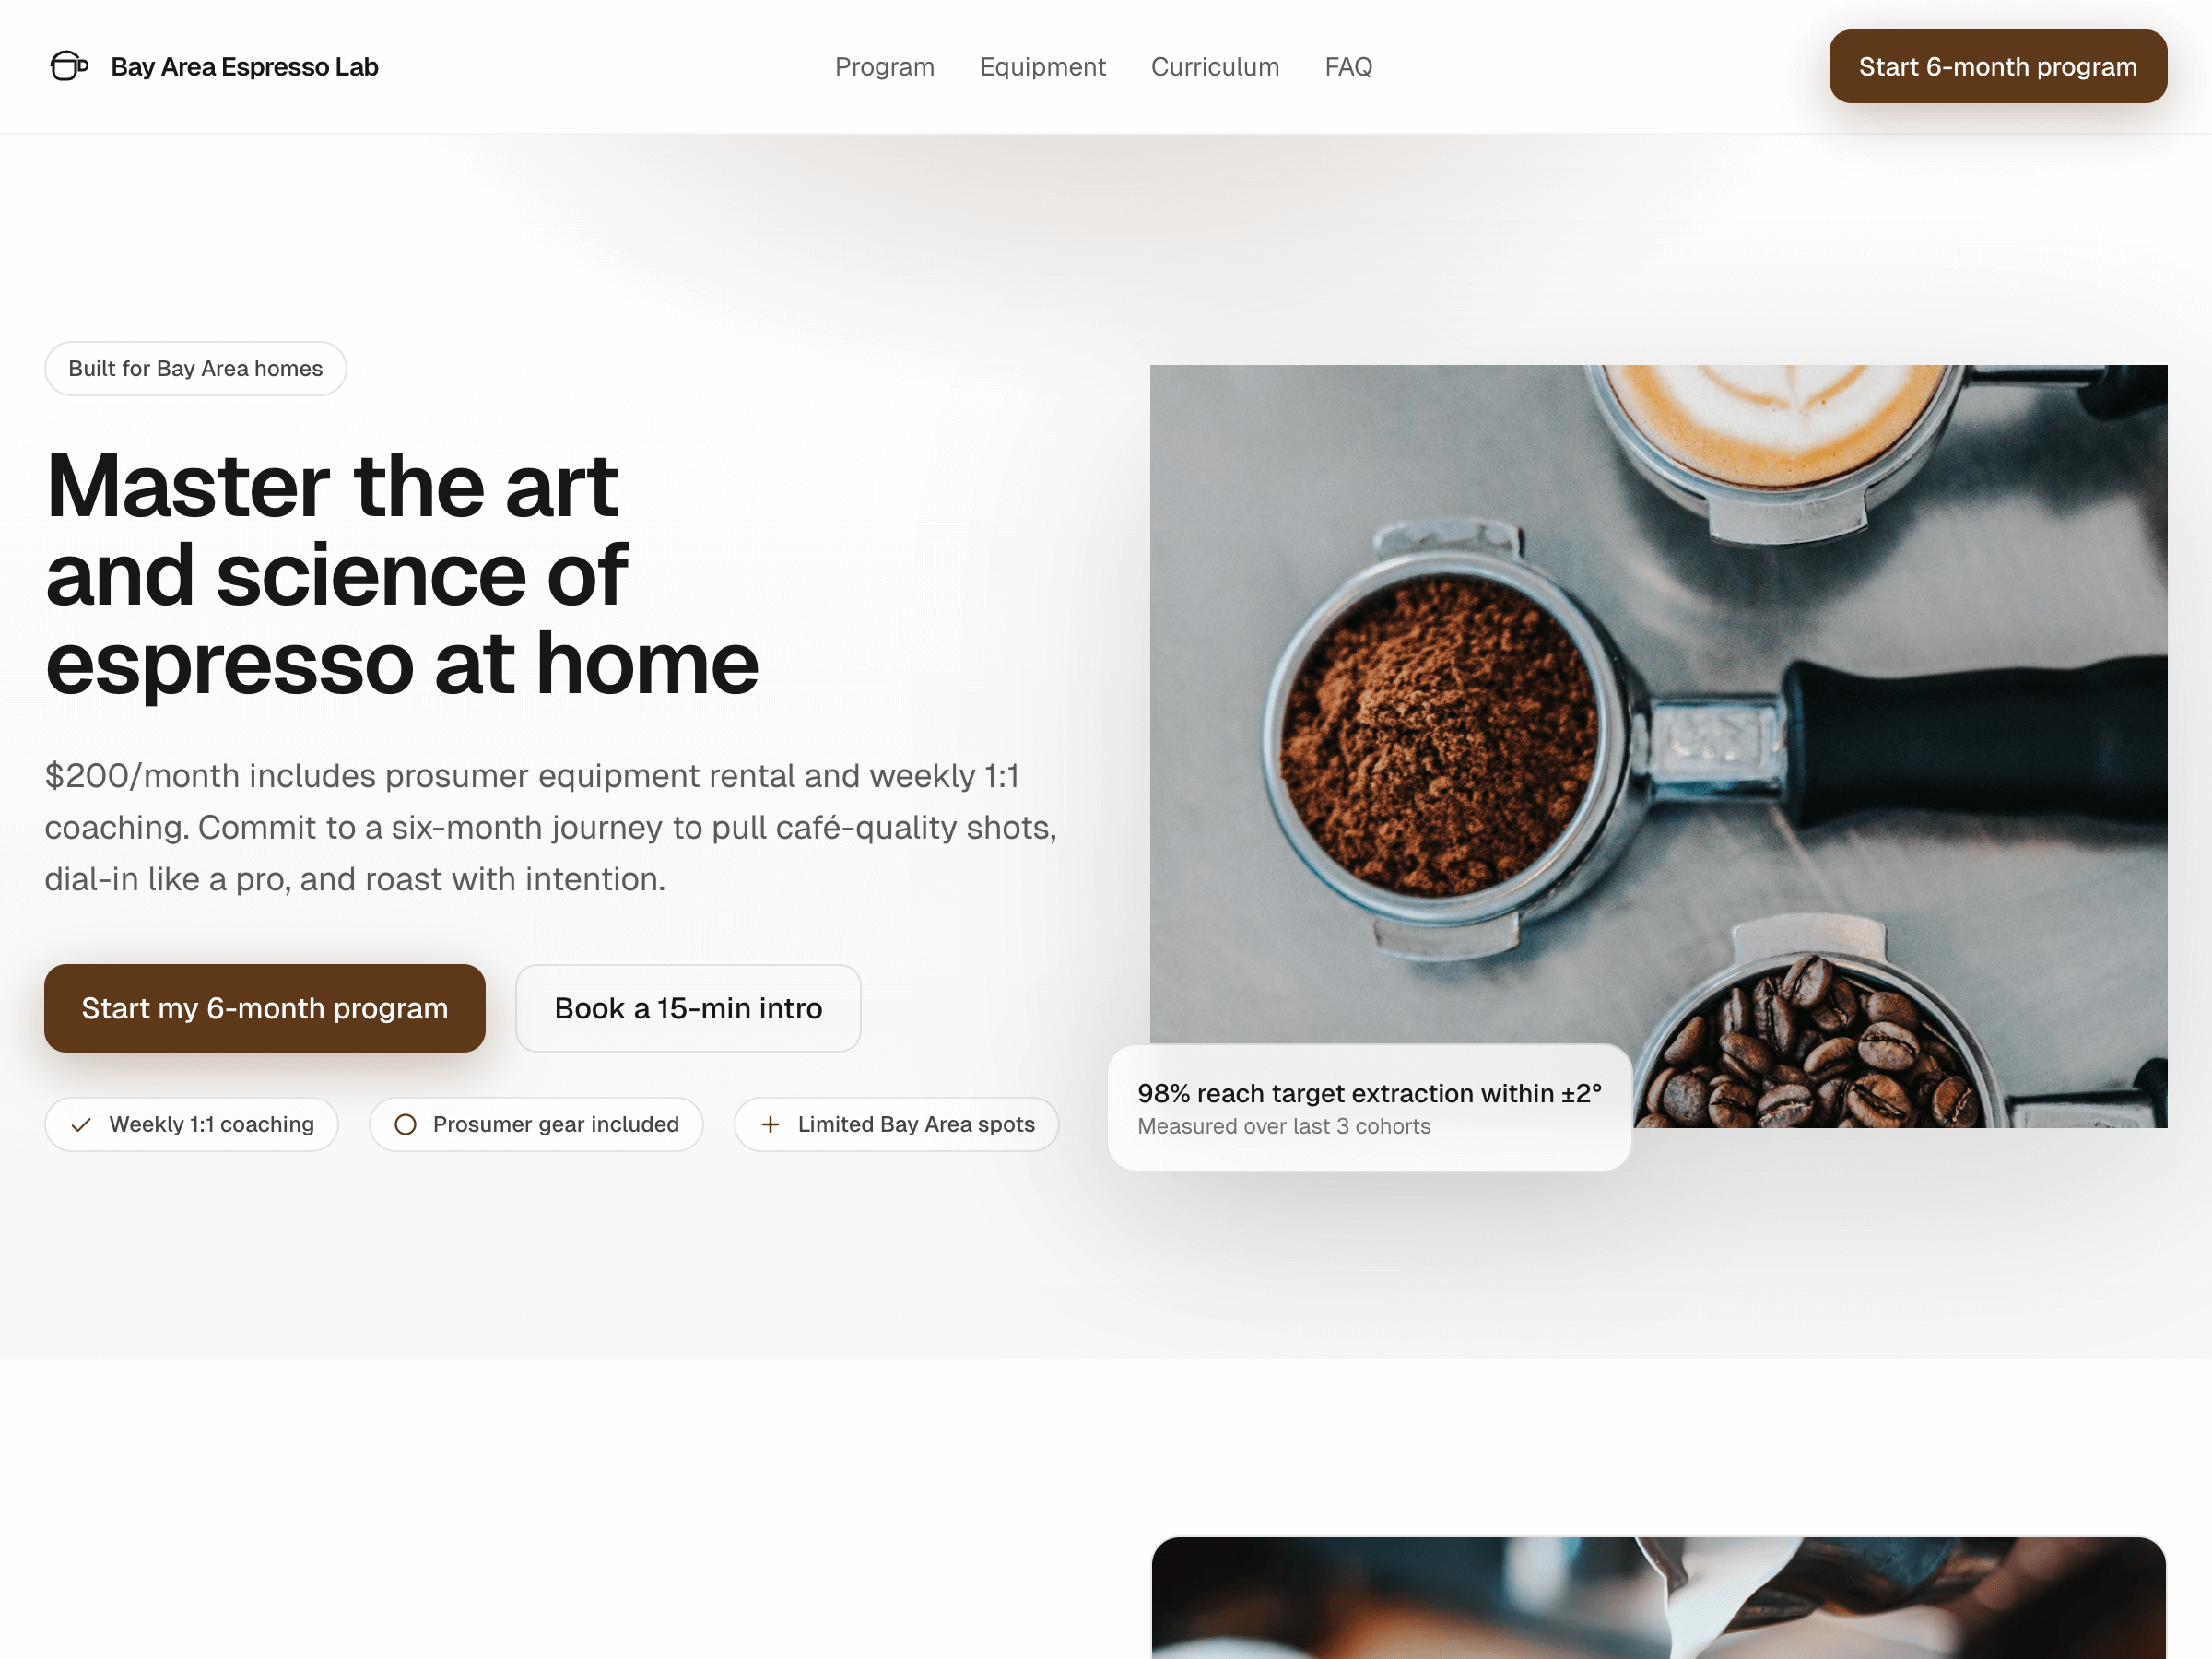 Bay Area Espresso Lab
Program
Equipment
Curriculum
FAQ
Start 6-month program
Built for Bay Area homes
Master the art
and science of
espresso at home
$200/month includes prosumer equipment rental and weekly 1:1
coaching. Commit to a six-month journey to pull café-quality shots,
dial-in like a pro, and roast with intention.
Start my 6-month program
Book a 15-min intro
Weekly 1:1 coaching
Prosumer gear included
Limited Bay Area spots
98% reach target extraction within ±2°
Measured over last 3 cohorts